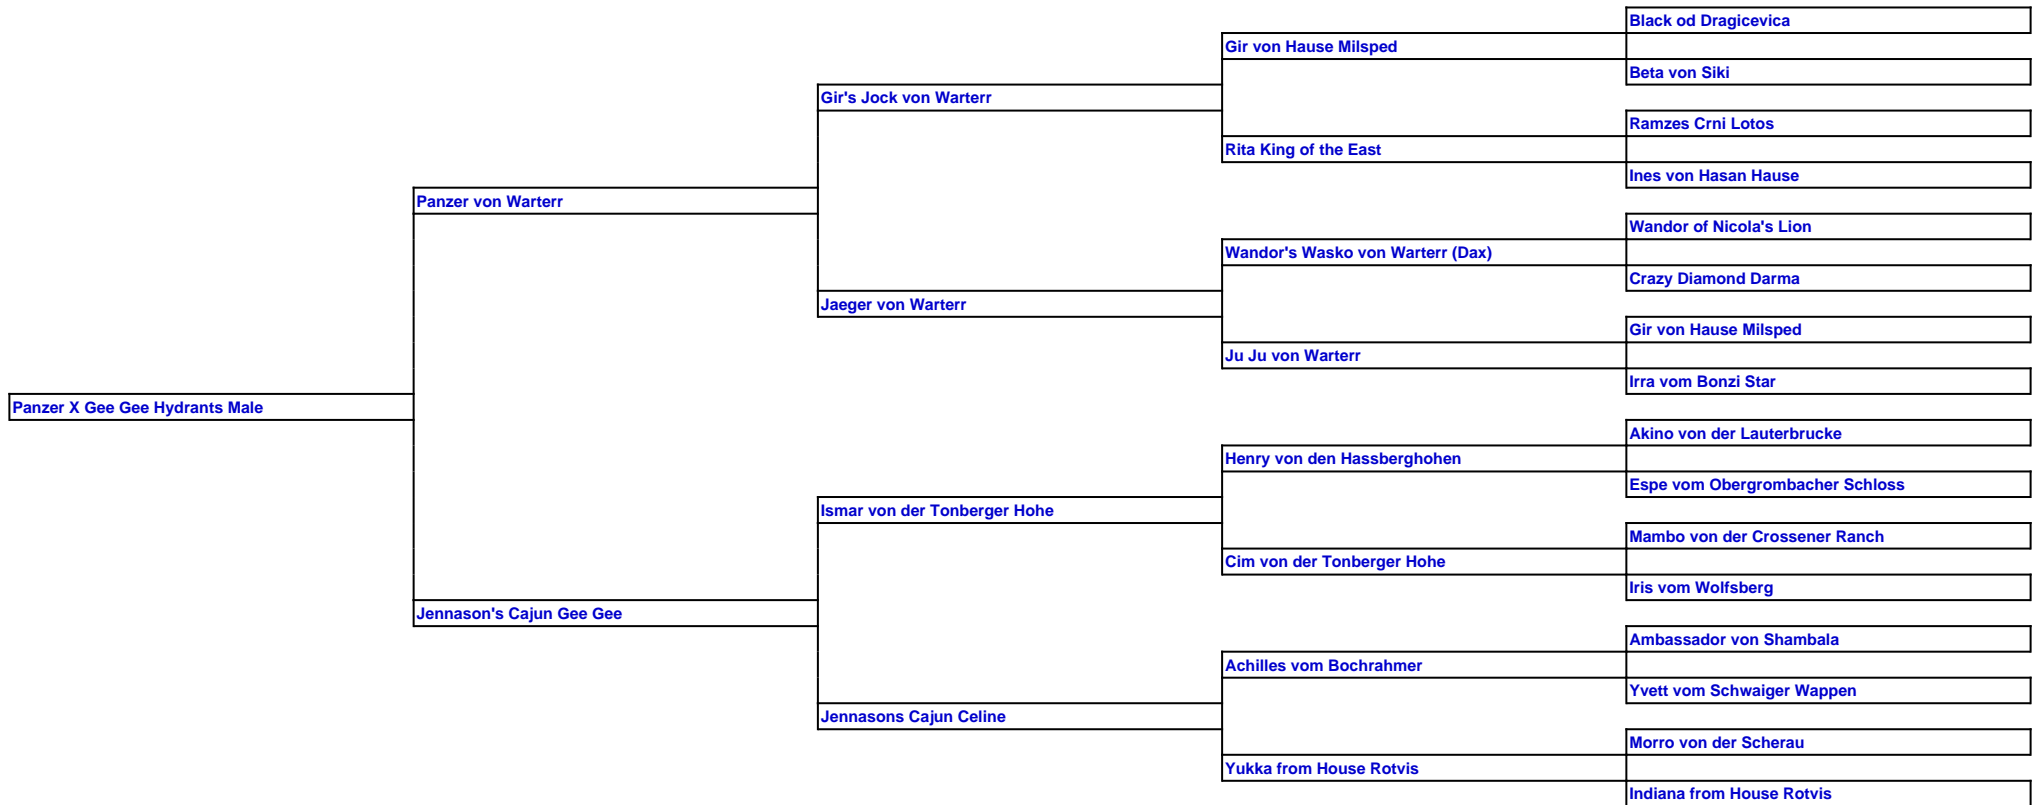 Black od Dragicevica
Gir von Hause Milsped
Beta von Siki
Gir's Jock von Warterr
Ramzes Crni Lotos
Rita King of the East
Ines von Hasan Hause
Panzer von Warterr
Wandor of Nicola's Lion
Wandor's Wasko von Warterr (Dax)
Crazy Diamond Darma
Jaeger von Warterr
Gir von Hause Milsped
Ju Ju von Warterr
Irra vom Bonzi Star
Panzer X Gee Gee Hydrants Male
Akino von der Lauterbrucke
Henry von den Hassberghohen
Espe vom Obergrombacher Schloss
Ismar von der Tonberger Hohe
Mambo von der Crossener Ranch
Cim von der Tonberger Hohe
Iris vom Wolfsberg
Jennason's Cajun Gee Gee
Ambassador von Shambala
Achilles vom Bochrahmer
Yvett vom Schwaiger Wappen
Jennasons Cajun Celine
Morro von der Scherau
Yukka from House Rotvis
Indiana from House Rotvis